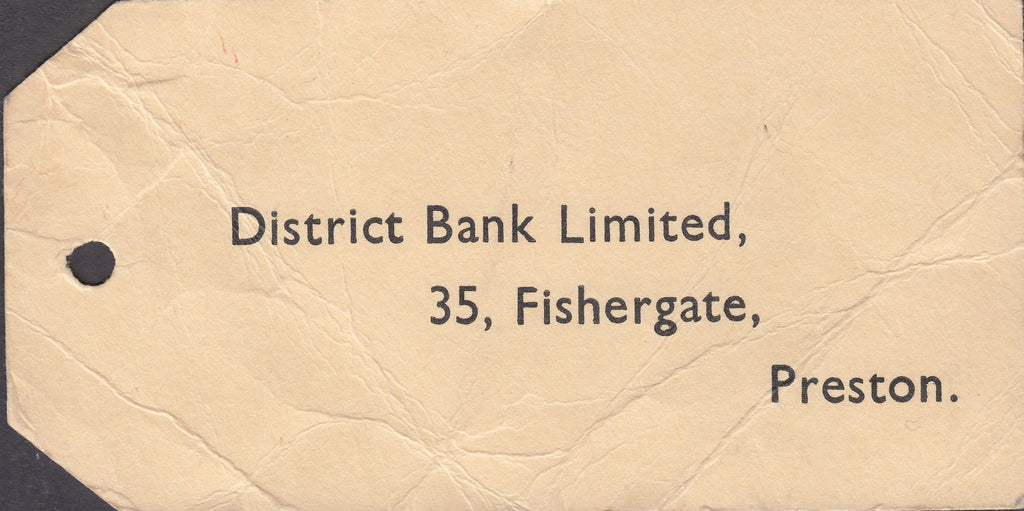 District Bank Limited,
35, Fishergate,
Preston.